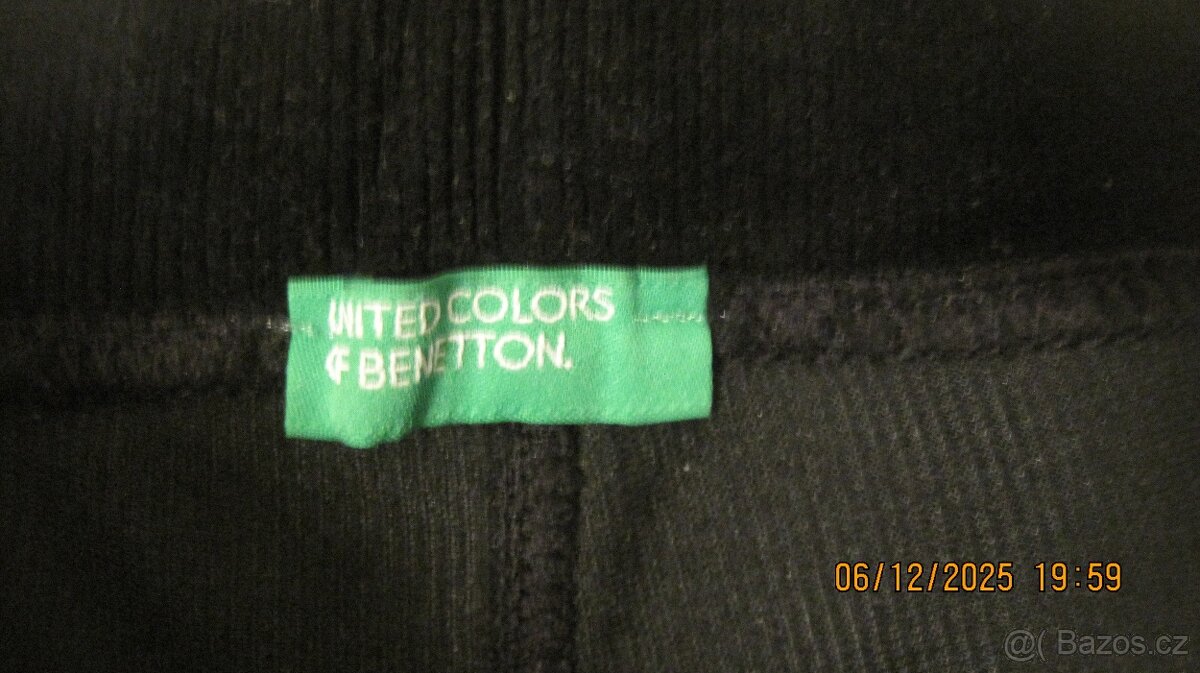 UNITED COLORS
OF BENETTON.
06/12/2025 19:59
@( Bazos.cz